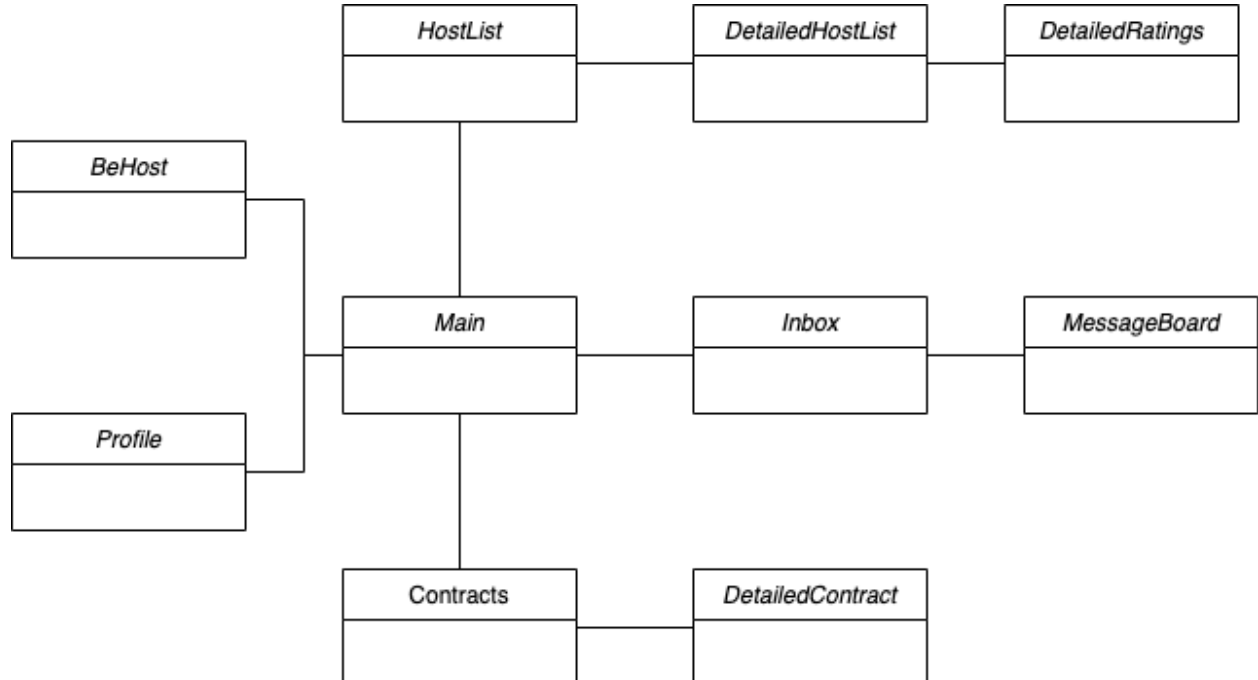 HostList
DetailedHostList
DetailedRatings
BeHost
Main
Inbox
MessageBoard
Profile
Contracts
DetailedContract